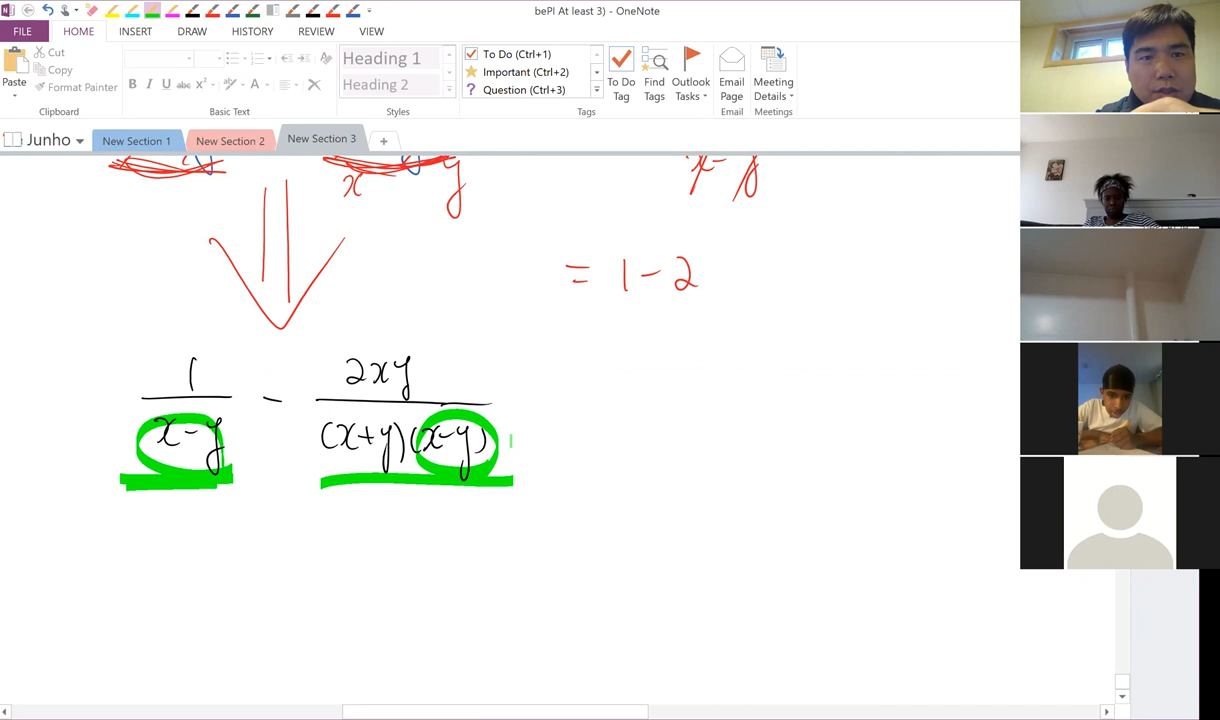 bePl At least 3) - OneNote
FILE HOME INSERT DRAW HISTORY REVIEW VIEW
Paste Cut
Copy
Format Painter
Clipboard
B I U abc x² A
Basic Text
Heading 1
Heading 2
Styles
To Do (Ctrl+1)
Important (Ctrl+2)
Question (Ctrl+3)
Tags
To Do Tag
Find Tags
Outlook Tasks
Email Page
Email
Meeting Details
Meetings
Junho New Section 1 New Section 2 New Section 3 +
x y x - y
= 1 - 2
1 2xy
― - ―
x - y (x+y)(x-y)